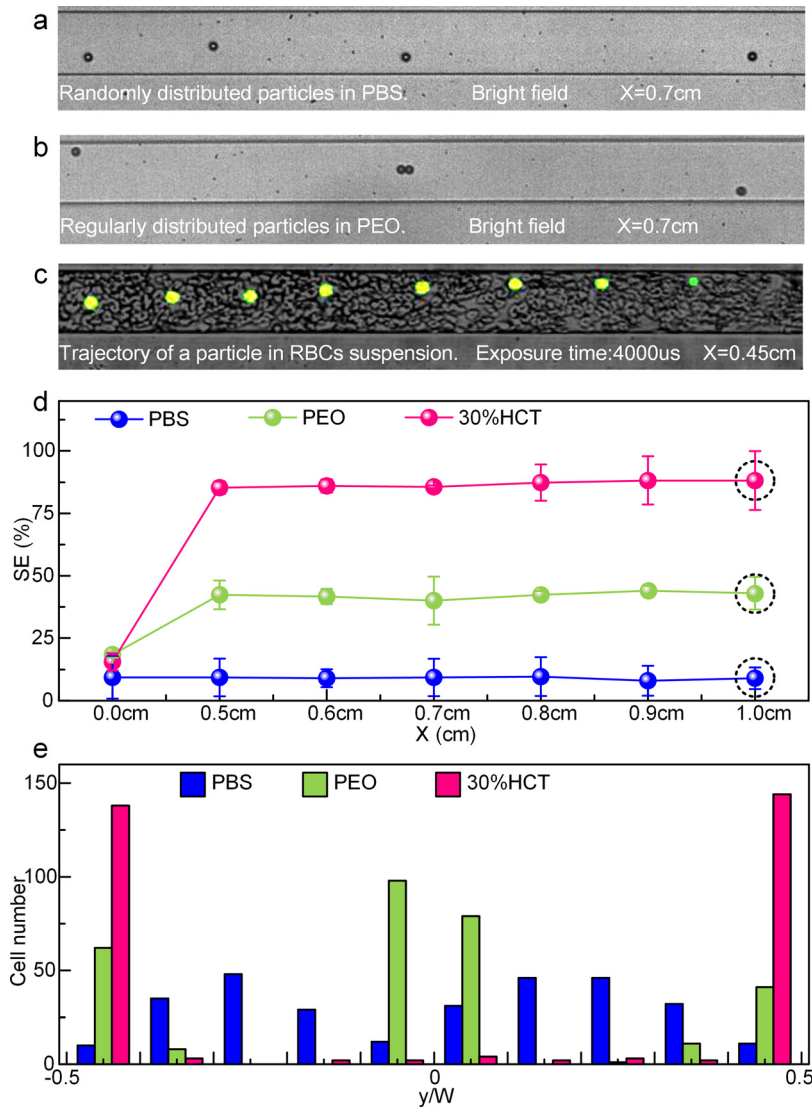 a
Randomly distributed particles in PBS. Bright field X=0.7cm
b
Regularly distributed particles in PEO. Bright field X=0.7cm
c
Trajectory of a particle in RBCs suspension. Exposure time:4000us X=0.45cm
d
PBS PEO 30%HCT
100
75
50
25
0
SE (%)
0.0cm 0.5cm 0.6cm 0.7cm 0.8cm 0.9cm 1.0cm
X (cm)
e
PBS PEO 30%HCT
150
100
50
0
Cell number
-0.5 0 0.5
y/W